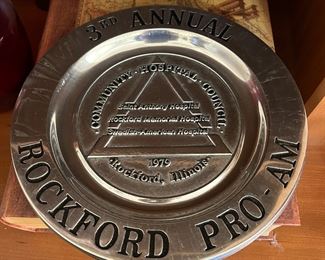 3RD ANNUAL
COMMUNITY · HOSPITAL · COUNCIL
Saint Anthony Hospital
Rockford Memorial Hospital
Swedish-American Hospital
1979
Rockford, Illinois
ROCKFORD PRO-AM